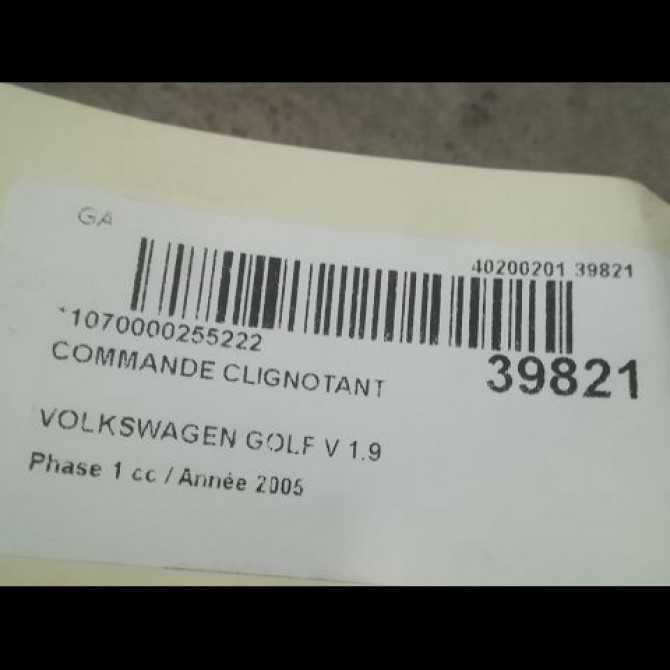 GA
40200201 39821
*1070000255222
39821
COMMANDE CLIGNOTANT
VOLKSWAGEN GOLF V 1.9
Phase 1 cc / Année 2005